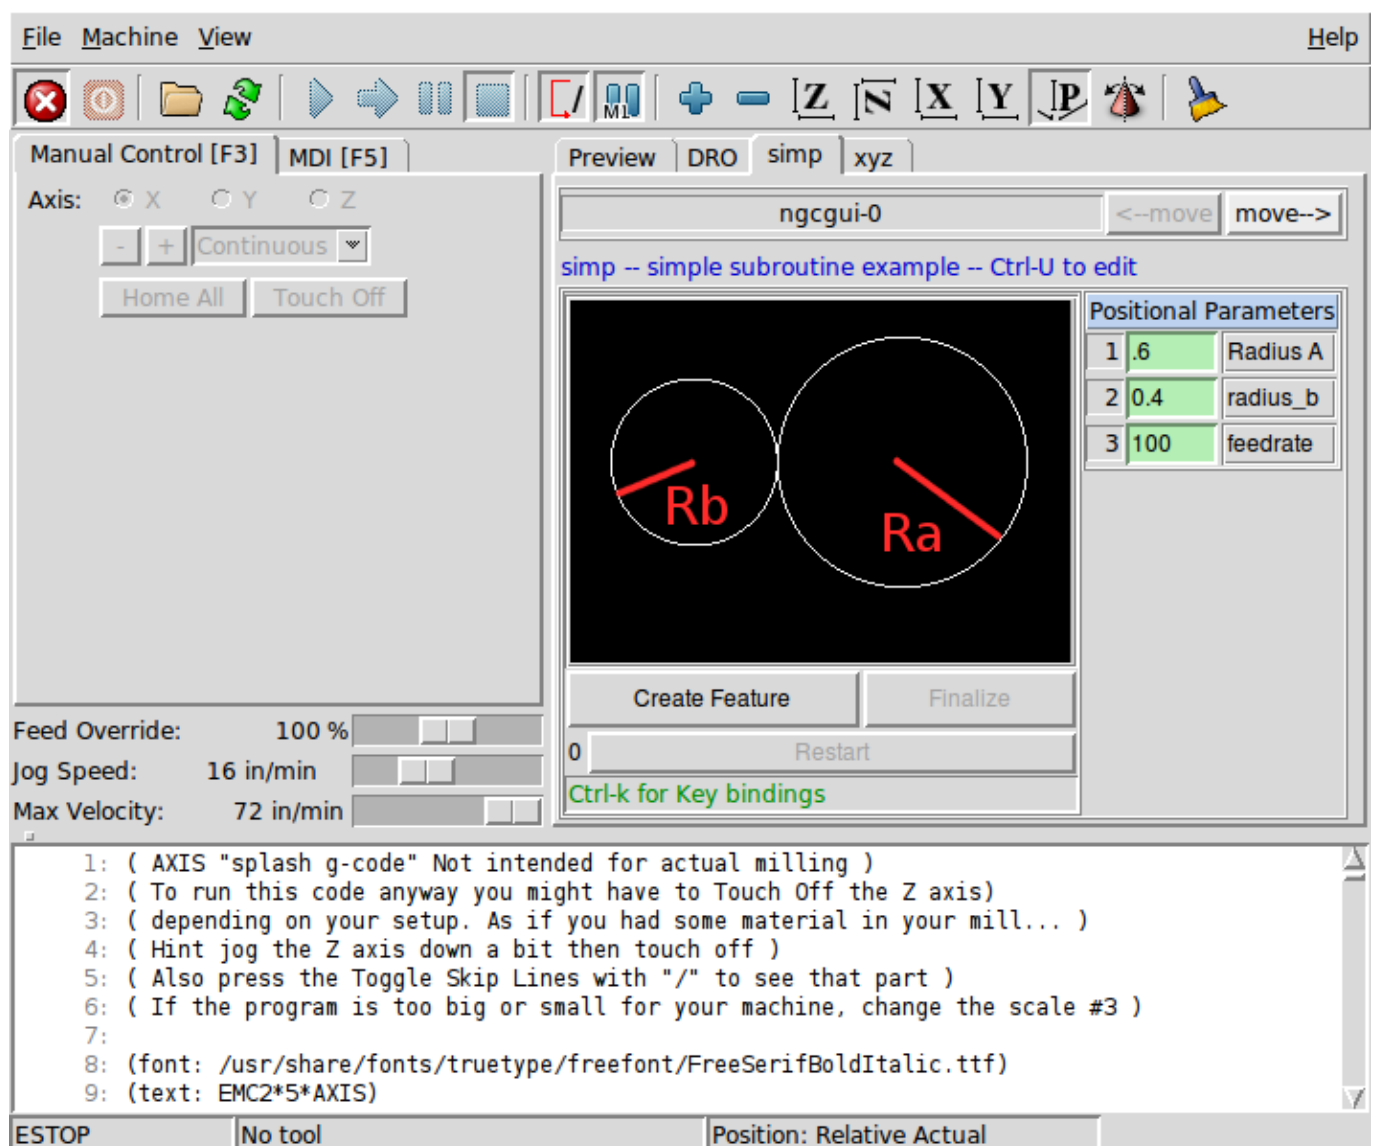 File Machine View Help
M1 Z N X Y P
Manual Control [F3] MDI [F5]
Preview DRO simp xyz
Axis: X Y Z
- + Continuous
Home All Touch Off
ngcgui-0 <--move move-->
simp -- simple subroutine example -- Ctrl-U to edit
Rb
Ra
Positional Parameters
1 .6 Radius A
2 0.4 radius_b
3 100 feedrate
Create Feature Finalize
0 Restart
Ctrl-k for Key bindings
Feed Override: 100 %
Jog Speed: 16 in/min
Max Velocity: 72 in/min
1: ( AXIS "splash g-code" Not intended for actual milling )
2: ( To run this code anyway you might have to Touch Off the Z axis)
3: ( depending on your setup. As if you had some material in your mill... )
4: ( Hint jog the Z axis down a bit then touch off )
5: ( Also press the Toggle Skip Lines with "/" to see that part )
6: ( If the program is too big or small for your machine, change the scale #3 )
7:
8: (font: /usr/share/fonts/truetype/freefont/FreeSerifBoldItalic.ttf)
9: (text: EMC2*5*AXIS)
ESTOP No tool Position: Relative Actual